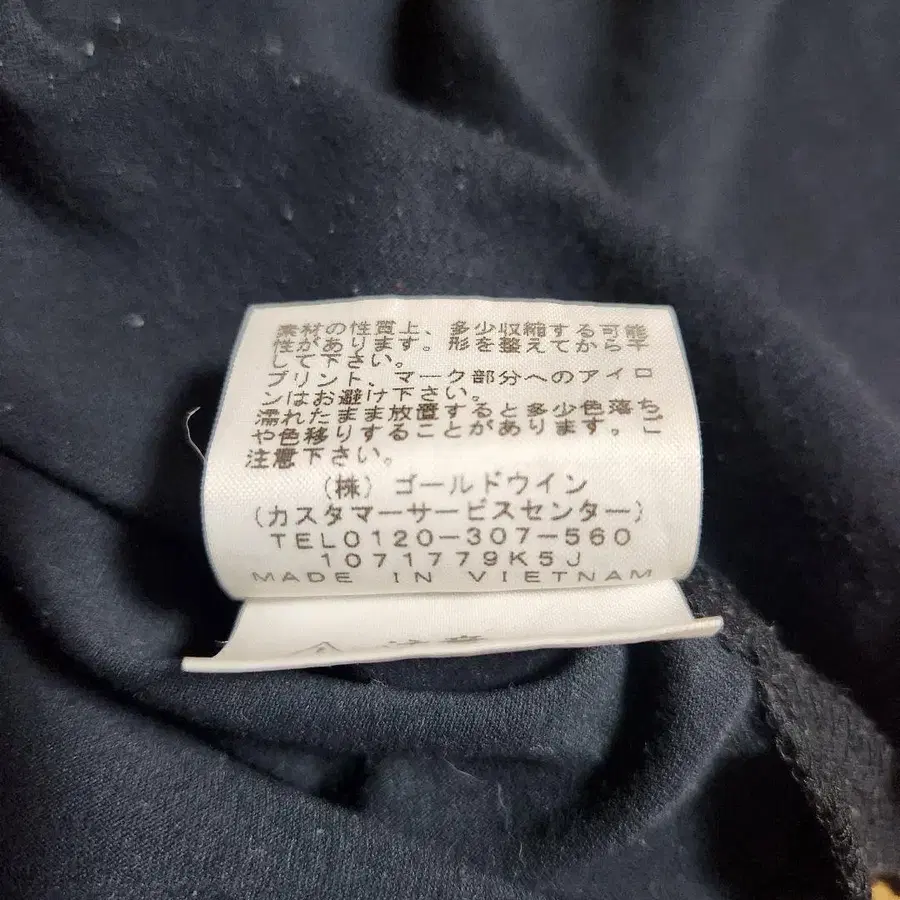 素材の性質上、多少収縮する可能
性があります。形を整えてから干
して下さい。
プリント、マーク部分へのアイロ
ンはお避け下さい。
濡れたまま放置すると多少色落ち
や色移りすることがあります。ご
注意下さい。
(株)ゴールドウイン
(カスタマーサービスセンター)
TEL0120-307-560
1071779K5J
MADE IN VIETNAM